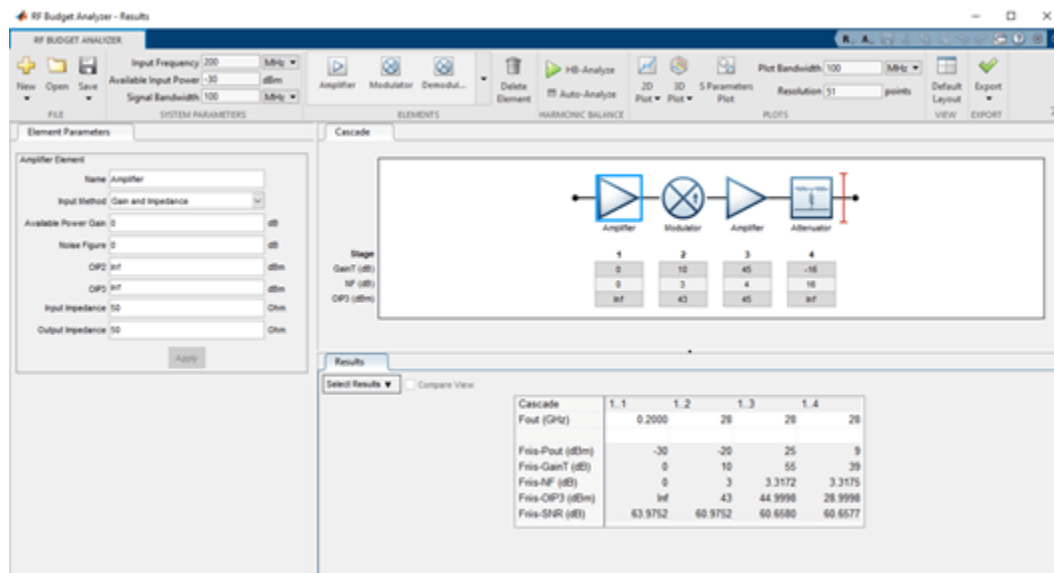 RF Budget Analyzer - Results
RF BUDGET ANALYZER
New Open Save
Input Frequency 200 MHz
Available Input Power -30 dBm
Signal Bandwidth 100 MHz
Amplifier Modulator Demodul...
Delete Element
HB-Analyze
Auto-Analyze
2D Plot 3D Plot S Parameters Plot
Plot Bandwidth 100 MHz
Resolution 51 points
Default Layout
Export
FILE SYSTEM PARAMETERS ELEMENTS HARMONIC BALANCE PLOTS VIEW EXPORT
Element Parameters
Amplifier Element
Name Amplifier
Input Method Gain and Impedance
Available Power Gain 0 dB
Noise Figure 0 dB
OIP2 Inf dBm
OIP3 Inf dBm
Input Impedance 50 Ohm
Output Impedance 50 Ohm
Apply
Cascade
Amplifier Modulator Amplifier Attenuator
Stage 1 2 3 4
GainT (dB) 0 10 45 -16
NF (dB) 0 3 4 16
OIP3 (dBm) Inf 43 45 Inf
Results
Select Results Compare View
Cascade 1..1 1..2 1..3 1..4
Fout (GHz) 0.2000 28 28 28
Friis-Pout (dBm) -30 -20 25 9
Friis-GainT (dB) 0 10 55 39
Friis-NF (dB) 0 3 3.3172 3.3175
Friis-OIP3 (dBm) Inf 43 44.9998 28.9998
Friis-SNR (dB) 63.9752 60.9752 60.6580 60.6577